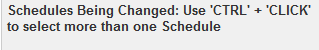 Schedules Being Changed: Use 'CTRL' + 'CLICK'
to select more than one Schedule